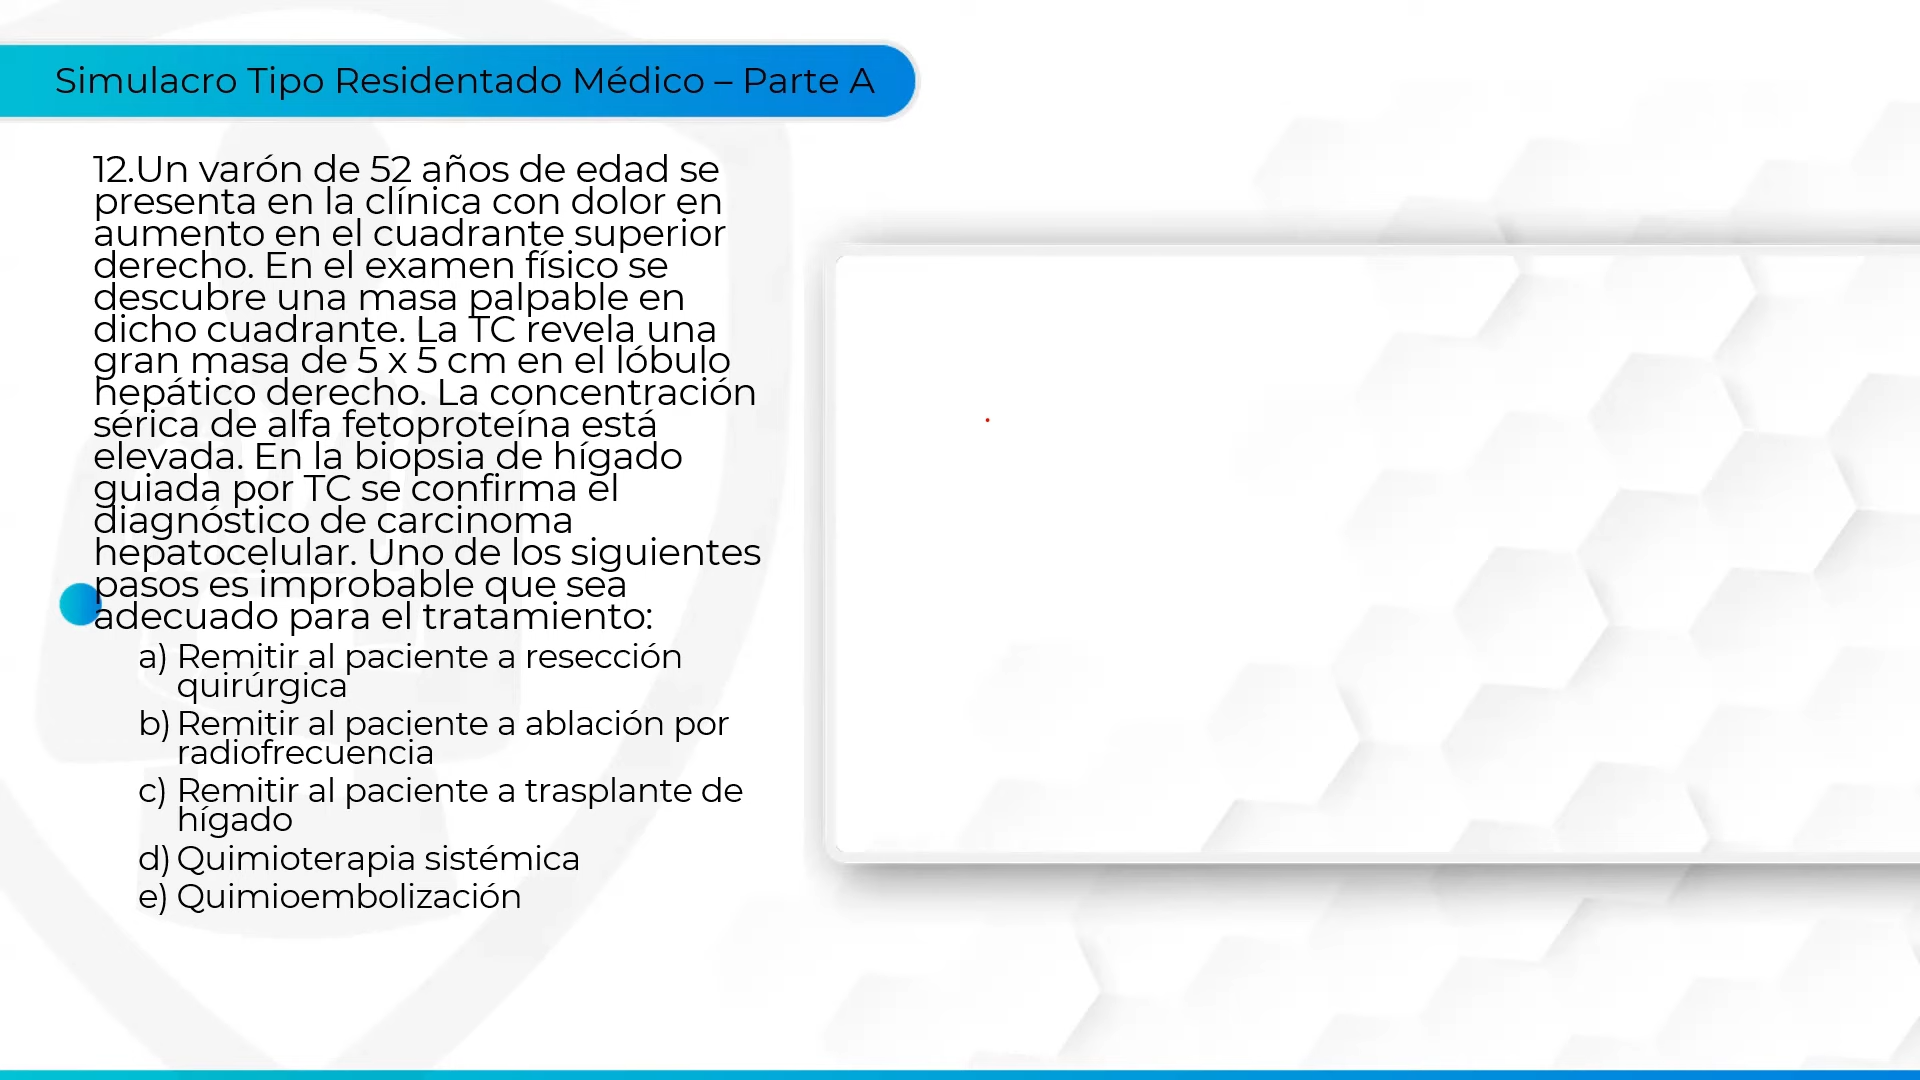 Simulacro Tipo Residentado Médico – Parte A
12.Un varón de 52 años de edad se
presenta en la clínica con dolor en
aumento en el cuadrante superior
derecho. En el examen físico se
descubre una masa palpable en
dicho cuadrante. La TC revela una
gran masa de 5 x 5 cm en el lóbulo
hepático derecho. La concentración
sérica de alfa fetoproteína está
elevada. En la biopsia de hígado
guiada por TC se confirma el
diagnóstico de carcinoma
hepatocelular. Uno de los siguientes
pasos es improbable que sea
adecuado para el tratamiento:
a) Remitir al paciente a resección
quirúrgica
b) Remitir al paciente a ablación por
radiofrecuencia
c) Remitir al paciente a trasplante de
hígado
d) Quimioterapia sistémica
e) Quimioembolización